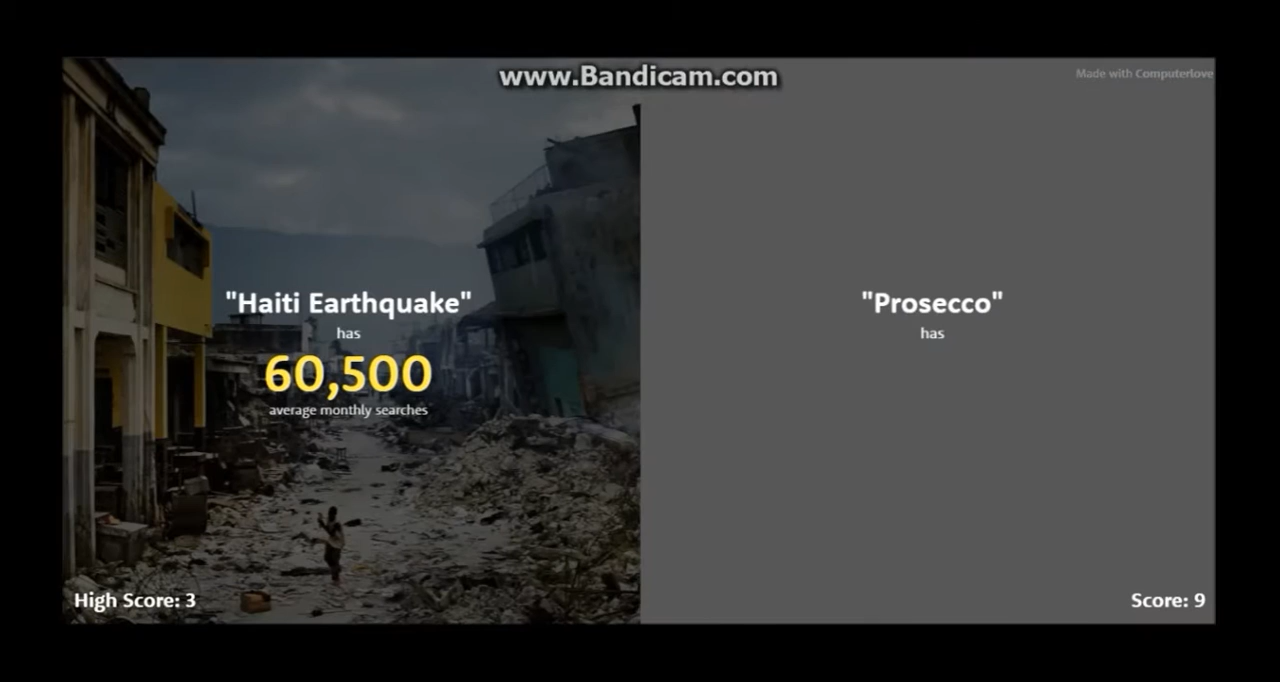 www.Bandicam.com
Made with Computerlove
"Haiti Earthquake"
has
60,500
average monthly searches
"Prosecco"
has
High Score: 3
Score: 9